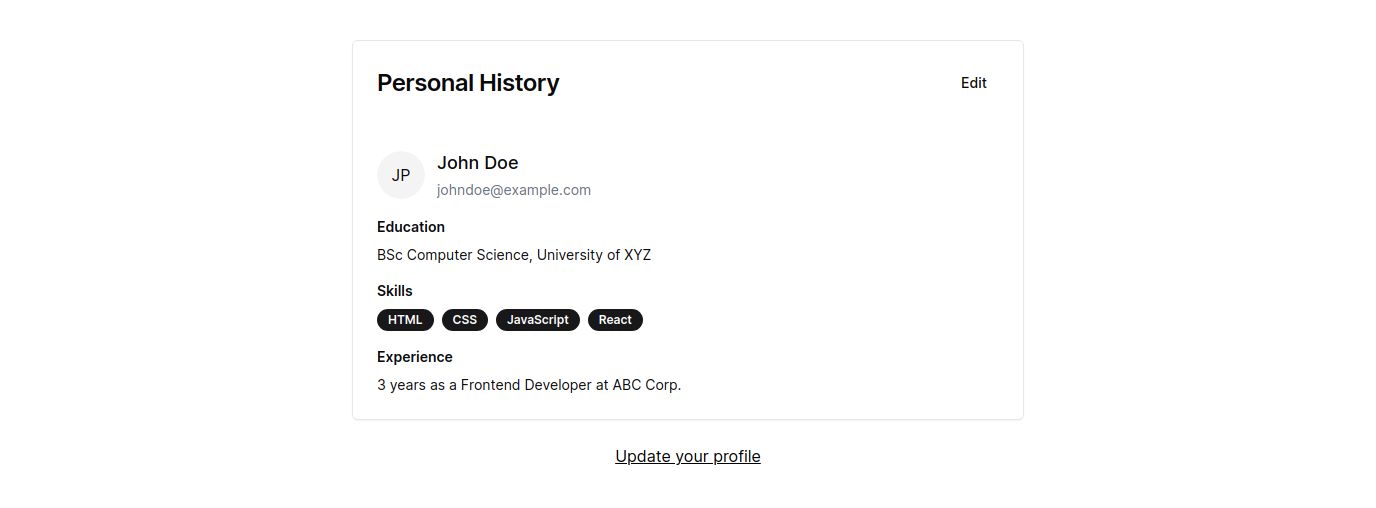 Personal History
Edit
JP
John Doe
johndoe@example.com
Education
BSc Computer Science, University of XYZ
Skills
HTML CSS JavaScript React
Experience
3 years as a Frontend Developer at ABC Corp.
Update your profile